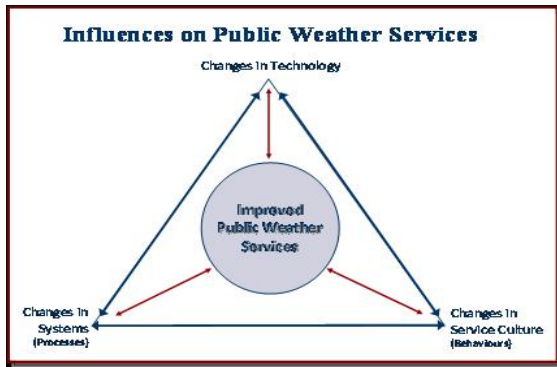 Influences on Public Weather Services
Changes In Technology
Improved
Public Weather
Services
Changes In
Systems
(Processes)
Changes In
Service Culture
(Behaviours)